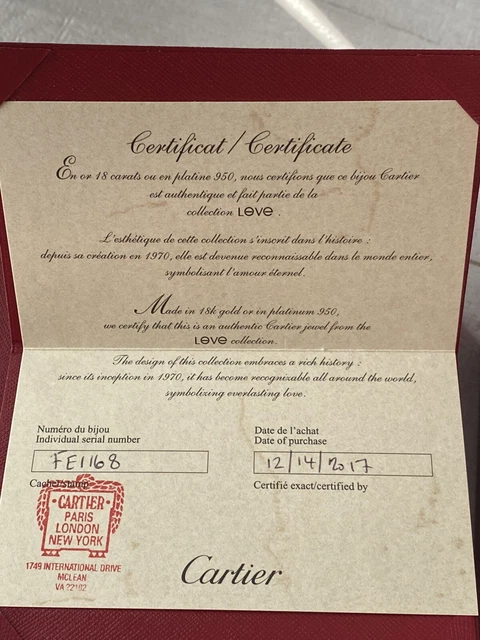 Certificat / Certificate
En or 18 carats ou en platine 950, nous certifions que ce bijou Cartier
est authentique et fait partie de la
collection LOVE .
L'esthétique de cette collection s'inscrit dans l'histoire :
depuis sa création en 1970, elle est devenue reconnaissable dans le monde entier,
symbolisant l'amour éternel.
Made in 18k gold or in platinum 950,
we certify that this is an authentic Cartier jewel from the
LOVE collection.
The design of this collection embraces a rich history :
since its inception in 1970, it has become recognizable all around the world,
symbolizing everlasting love.
Numéro du bijou
Individual serial number
FE1168
Date de l'achat
Date of purchase
12/14/2017
Cachet/stamp
Certifié exact/certified by
CARTIER
PARIS
LONDON
NEW YORK
1749 INTERNATIONAL DRIVE
MCLEAN
VA 22102
Cartier